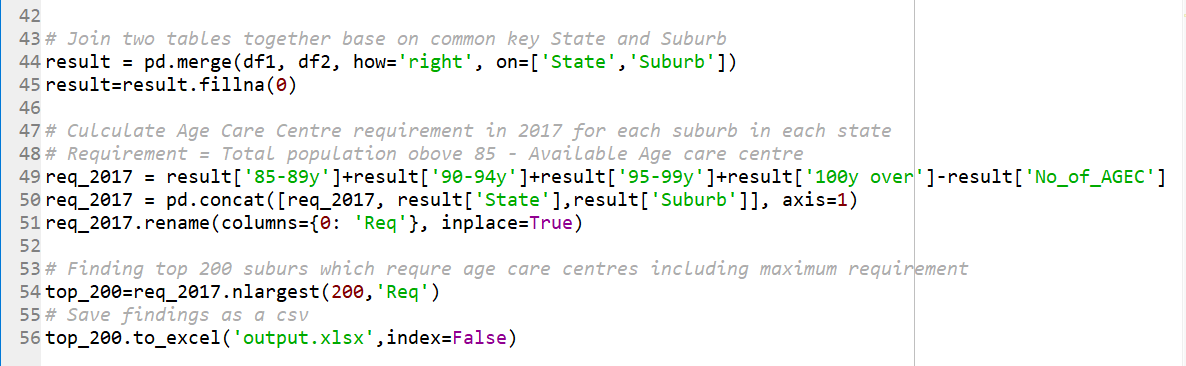 42
43 # Join two tables together base on common key State and Suburb
44 result = pd.merge(df1, df2, how='right', on=['State','Suburb'])
45 result=result.fillna(0)
46
47 # Culculate Age Care Centre requirement in 2017 for each suburb in each state
48 # Requirement = Total population obove 85 - Available Age care centre
49 req_2017 = result['85-89y']+result['90-94y']+result['95-99y']+result['100y over']-result['No_of_AGEC']
50 req_2017 = pd.concat([req_2017, result['State'],result['Suburb']], axis=1)
51 req_2017.rename(columns={0: 'Req'}, inplace=True)
52
53 # Finding top 200 suburs which requre age care centres including maximum requirement
54 top_200=req_2017.nlargest(200,'Req')
55 # Save findings as a csv
56 top_200.to_excel('output.xlsx',index=False)